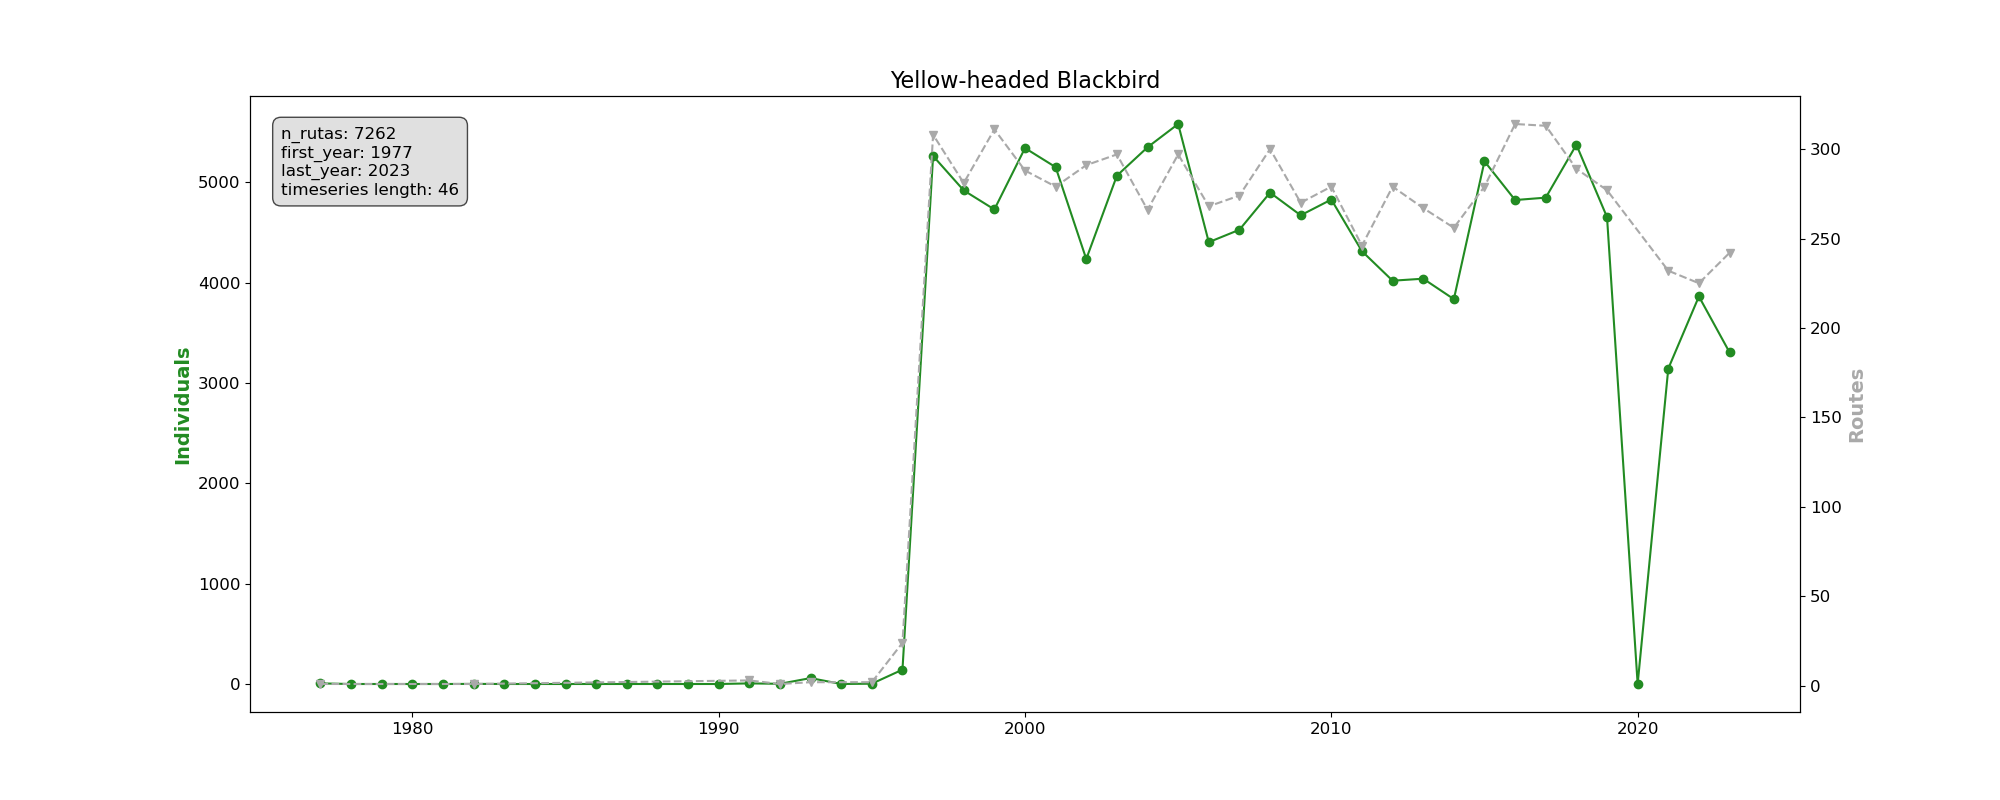 Yellow-headed Blackbird
n_rutas: 7262
first_year: 1977
last_year: 2023
timeseries length: 46
Individuals
5000
4000
3000
2000
1000
0
Routes
300
250
200
150
100
50
0
1980
1990
2000
2010
2020